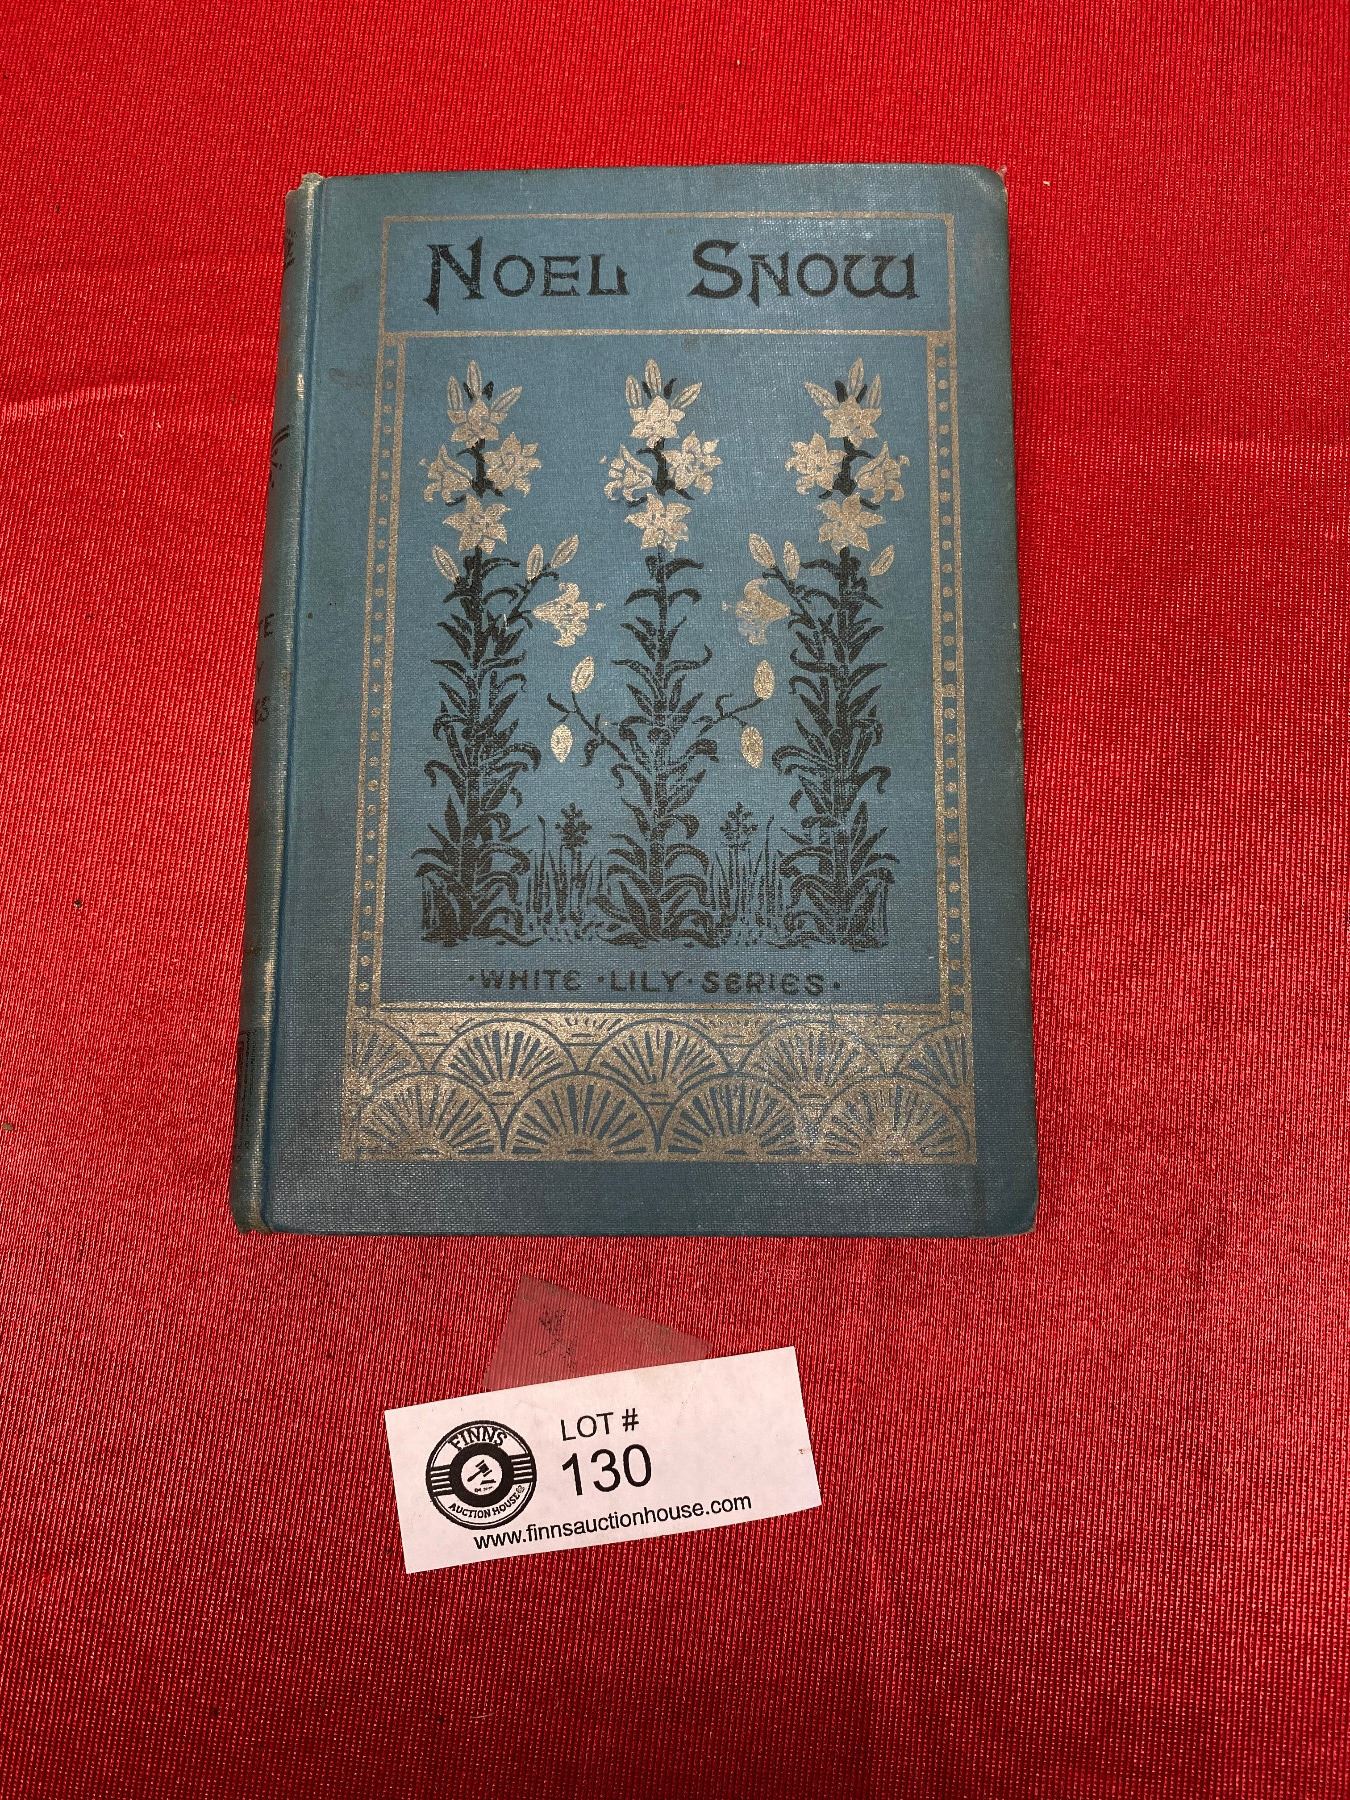 NOEL SNOW
·WHITE·LILY·SERIES·
FINNS
AUCTION HOUSE
LOT #
130
www.finnsauctionhouse.com